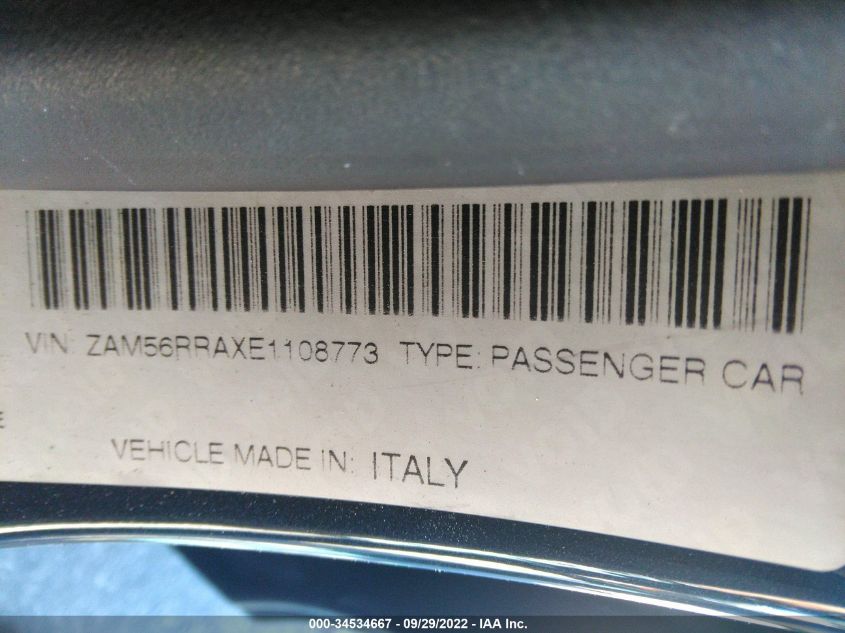 VIN: ZAM56RRAXE1108773 TYPE: PASSENGER CAR
E
VEHICLE MADE IN: ITALY
000-34534667 - 09/29/2022 - IAA Inc.